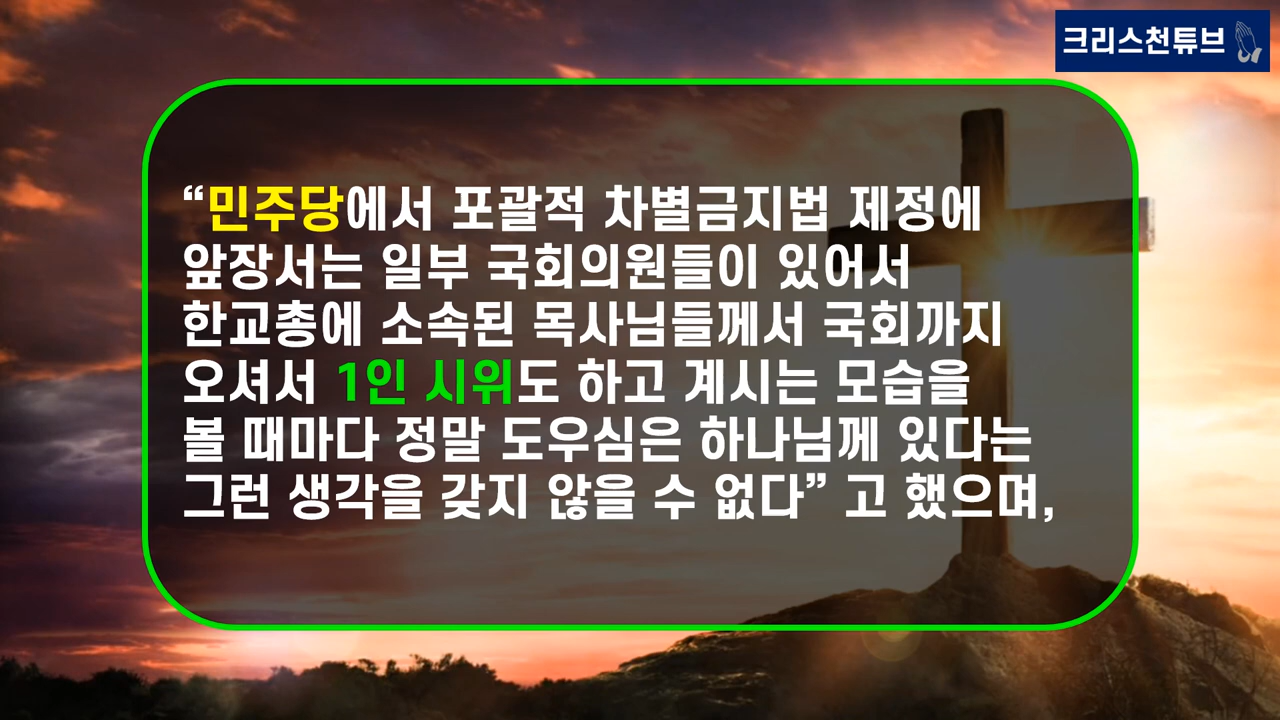 크리스천튜브
“민주당에서 포괄적 차별금지법 제정에
앞장서는 일부 국회의원들이 있어서
한교총에 소속된 목사님들께서 국회까지
오셔서 1인 시위도 하고 계시는 모습을
볼 때마다 정말 도우심은 하나님께 있다는
그런 생각을 갖지 않을 수 없다” 고 했으며,